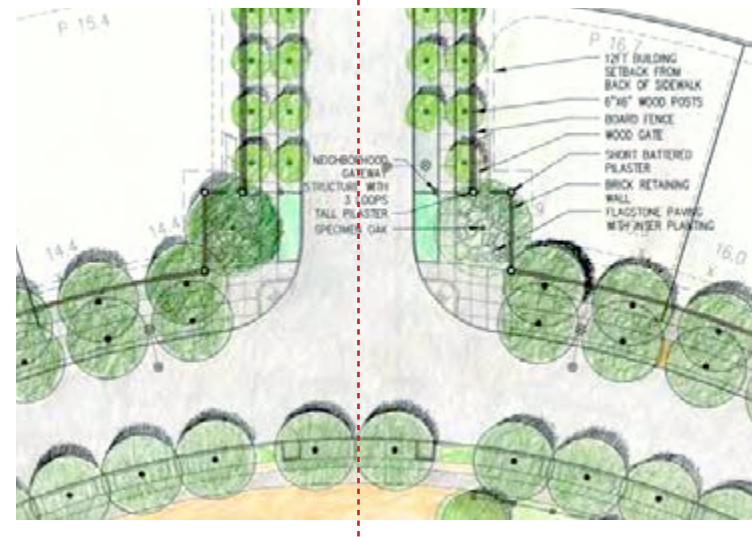 P 15.4
P 16.7
12FT BUILDING
SETBACK FROM
BACK OF SIDEWALK
6"X6" WOOD POSTS
BOARD FENCE
WOOD GATE
SHORT BATTERED
PILASTER
BRICK RETAINING
WALL
FLAGSTONE PAVING
PLANTING
NEIGHBORHOOD
GATEWAY
STRUCTURE WITH
3 LOOPS
TALL PILASTER
SPECIMEN OAK
14.4
14.4
16.0